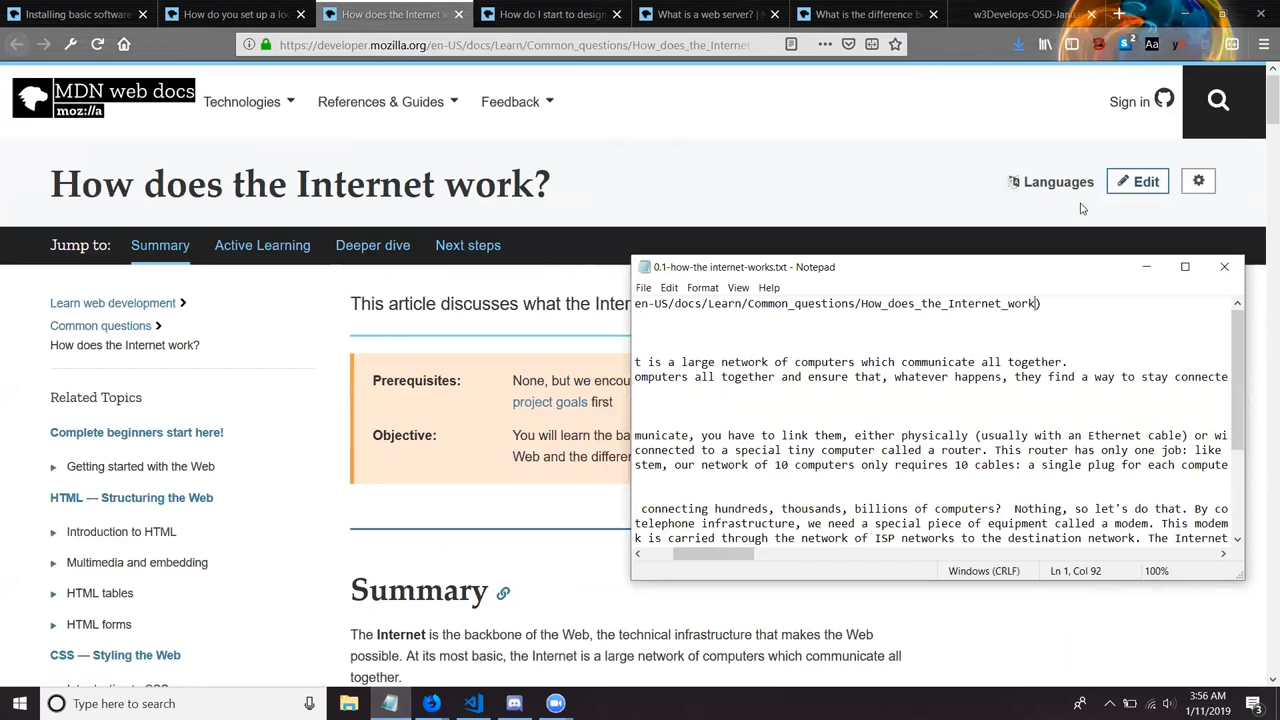 Installing basic software
How do you set up a loc
How does the Internet w
How do I start to design
What is a web server? |
What is the difference be
w3Develops-OSD-Janu
https://developer.mozilla.org/en-US/docs/Learn/Common_questions/How_does_the_Internet
2
Aa
MDN web docs
moz://a
Technologies
References & Guides
Feedback
Sign in
How does the Internet work?
Languages
Edit
Jump to:
Summary
Active Learning
Deeper dive
Next steps
Learn web development
Common questions
How does the Internet work?
Related Topics
Complete beginners start here!
Getting started with the Web
HTML — Structuring the Web
Introduction to HTML
Multimedia and embedding
HTML tables
HTML forms
CSS — Styling the Web
This article discusses what the Inter
Prerequisites:
None, but we encou
project goals first
Objective:
You will learn the ba
Web and the differen
Summary
The Internet is the backbone of the Web, the technical infrastructure that makes the Web
possible. At its most basic, the Internet is a large network of computers which communicate all
together.
0.1-how-the internet-works.txt - Notepad
File
Edit
Format
View
Help
en-US/docs/Learn/Common_questions/How_does_the_Internet_work)
t is a large network of computers which communicate all together.
omputers all together and ensure that, whatever happens, they find a way to stay connecte
municate, you have to link them, either physically (usually with an Ethernet cable) or wi
connected to a special tiny computer called a router. This router has only one job: like
stem, our network of 10 computers only requires 10 cables: a single plug for each compute
connecting hundreds, thousands, billions of computers?  Nothing, so let's do that. By co
telephone infrastructure, we need a special piece of equipment called a modem. This modem
k is carried through the network of ISP networks to the destination network. The Internet
Windows (CRLF)
Ln 1, Col 92
100%
Type here to search
3:56 AM
1/11/2019
3